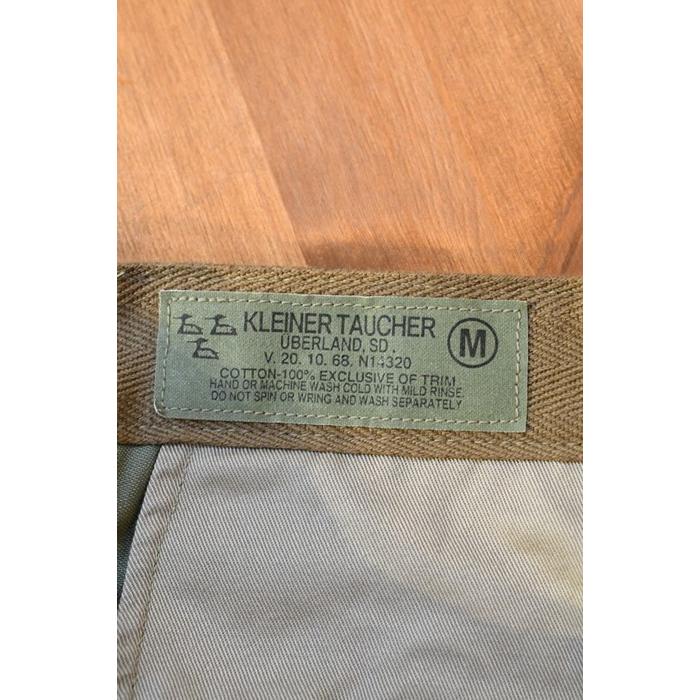 KLEINER TAUCHER
ÜBERLAND, SD.
V. 20. 10. 68. N14320
COTTON-100% EXCLUSIVE OF TRIM
HAND OR MACHINE WASH COLD WITH MILD RINSE.
DO NOT SPIN OR WRING AND WASH SEPARATELY
M